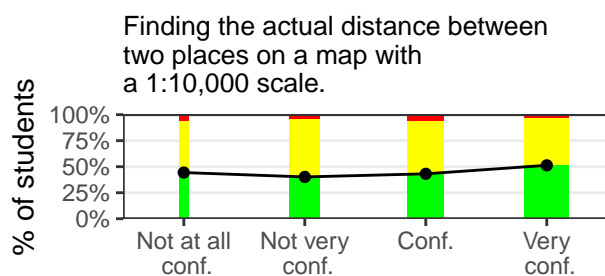 Finding the actual distance between
two places on a map with
a 1:10,000 scale.
% of students
100%
75%
50%
25%
0%
Not at all
conf.
Not very
conf.
Conf.
Very
conf.